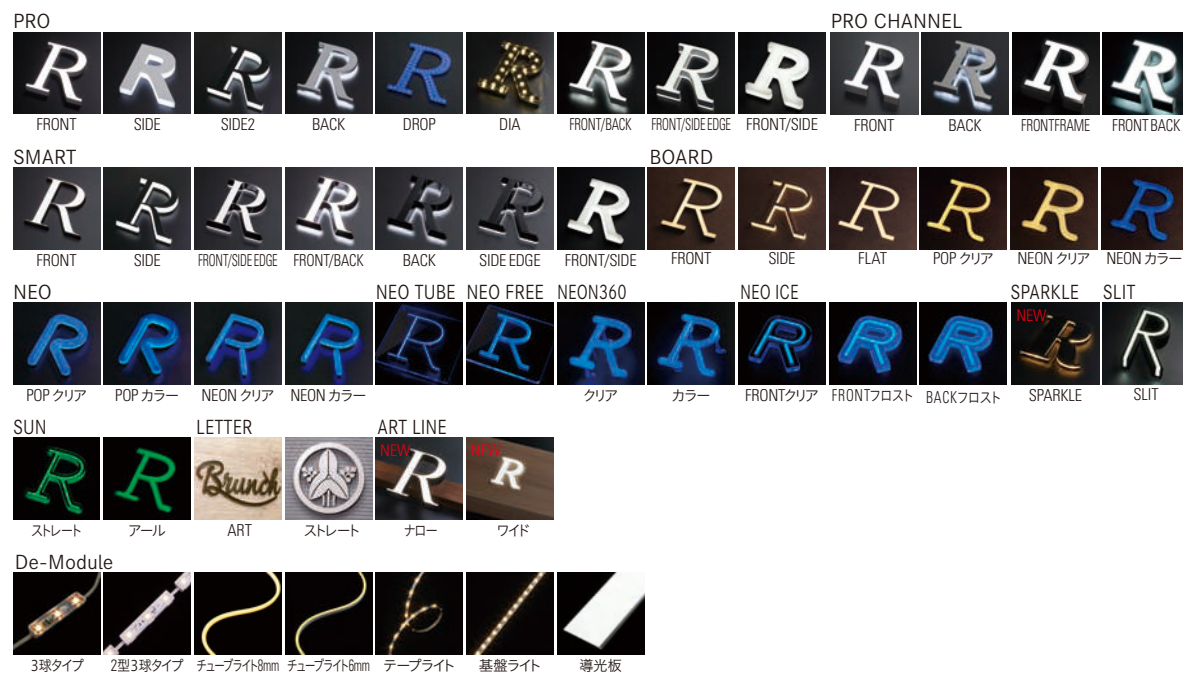 PRO PRO CHANNEL
R R R R R R R R R R R R R
FRONT SIDE SIDE2 BACK DROP DIA FRONT/BACK FRONT/SIDE EDGE FRONT/SIDE FRONT BACK FRONTFRAME FRONT BACK
SMART BOARD
R R R R R R R R R R R R R
FRONT SIDE FRONT/SIDE EDGE FRONT/BACK BACK SIDE EDGE FRONT/SIDE FRONT SIDE FLAT POP クリア NEON クリア NEON カラー
NEO NEO TUBE NEO FREE NEON360 NEO ICE SPARKLE SLIT
NEW
R R R R R R R R R R R R R
POP クリア POP カラー NEON クリア NEON カラー クリア カラー FRONTクリア FRONTフロスト BACKフロスト SPARKLE SLIT
SUN LETTER ART LINE
NEW NEW
R R Brunch R R
ストレート アール ART ストレート ナロー ワイド
De-Module
3球タイプ 2型3球タイプ チューブライト8mm チューブライト6mm テープライト 基盤ライト 導光板